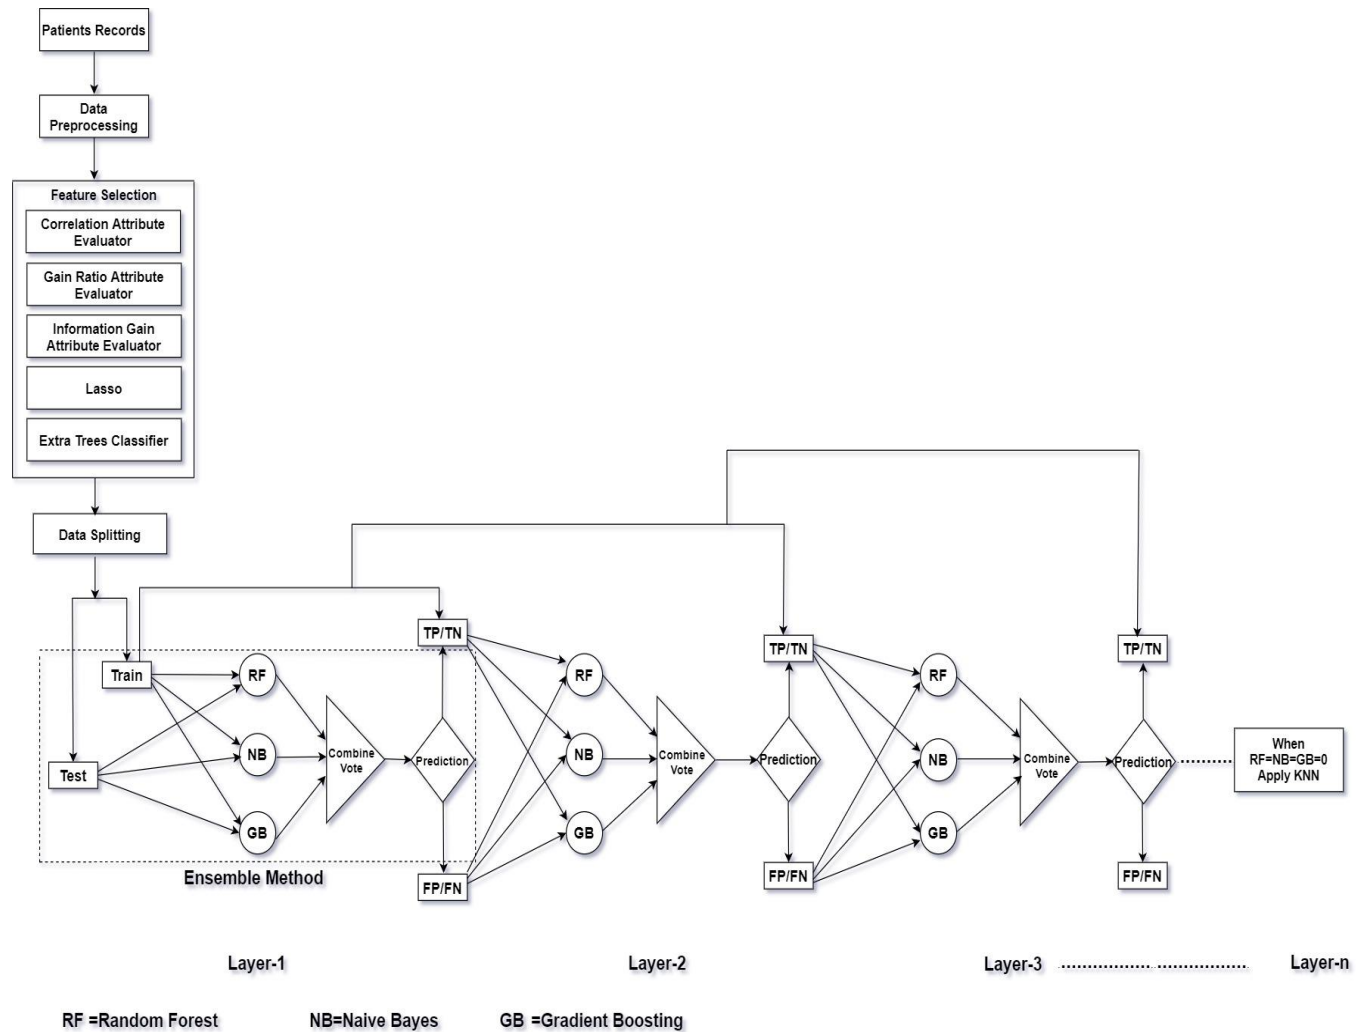 Patients Records
Data
Preprocessing
Feature Selection
Correlation Attribute
Evaluator
Gain Ratio Attribute
Evaluator
Information Gain
Attribute Evaluator
Lasso
Extra Trees Classifier
Data Splitting
Train
Test
RF
NB
GB
Combine
Vote
Prediction
TP/TN
FP/FN
Ensemble Method
RF
NB
GB
Combine
Vote
Prediction
TP/TN
FP/FN
RF
NB
GB
Combine
Vote
Prediction
TP/TN
FP/FN
When
RF=NB=GB=0
Apply KNN
Layer-1
Layer-2
Layer-3
Layer-n
RF =Random Forest
NB=Naive Bayes
GB =Gradient Boosting